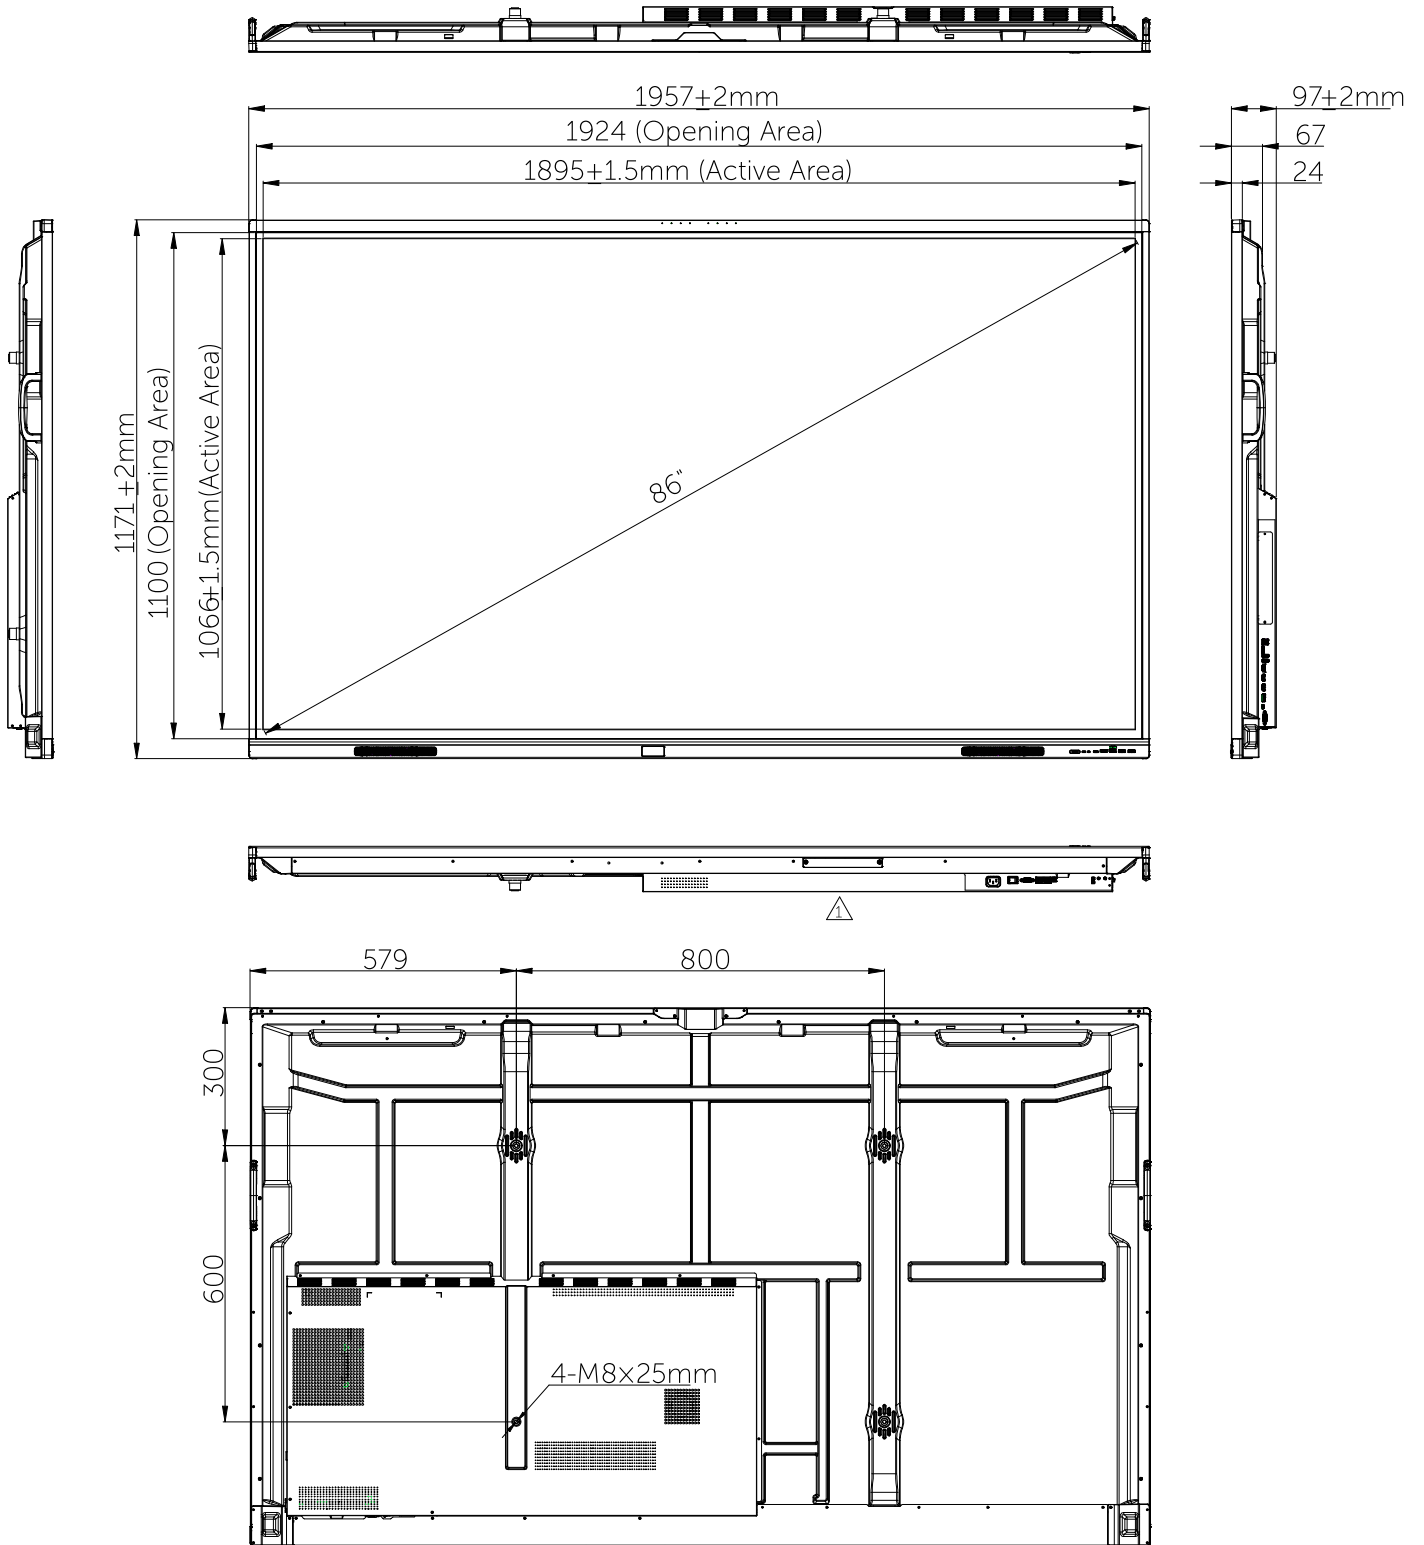 1957±2mm
97±2mm
1924 (Opening Area)
67
1895±1.5mm (Active Area)
24
1171±2mm
1100 (Opening Area)
1066±1.5mm(Active Area)
86"
1
579
800
300
600
4-M8x25mm